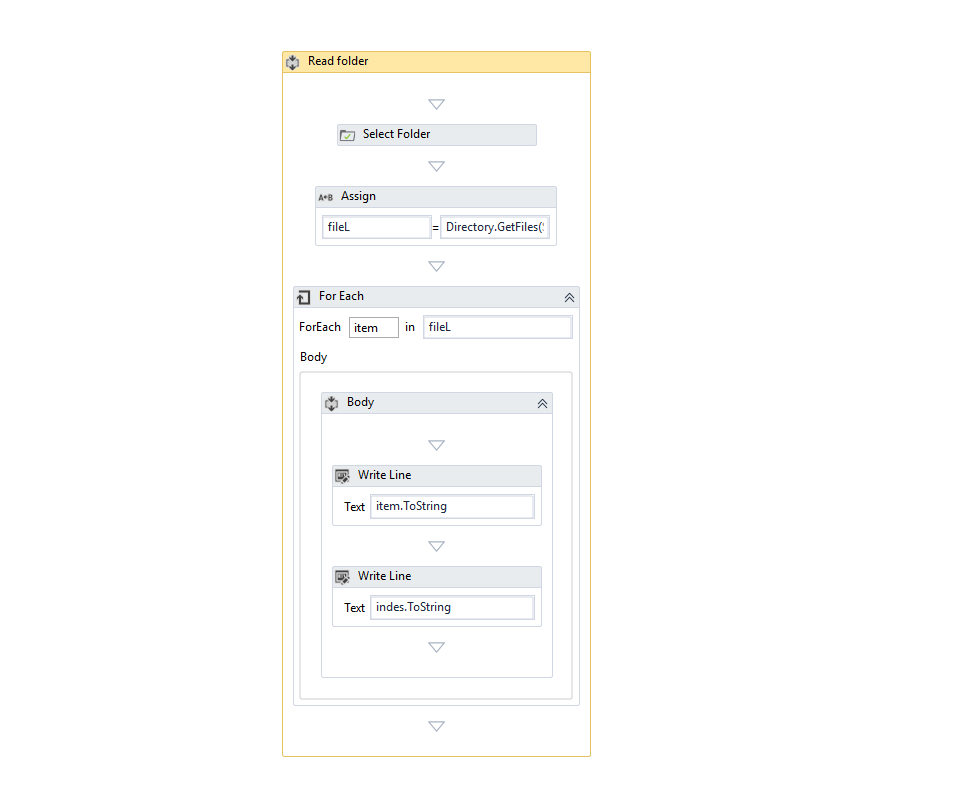 Read folder
Select Folder
A+B Assign
fileL = Directory.GetFiles(
For Each
ForEach item in fileL
Body
Body
Write Line
Text item.ToString
Write Line
Text indes.ToString